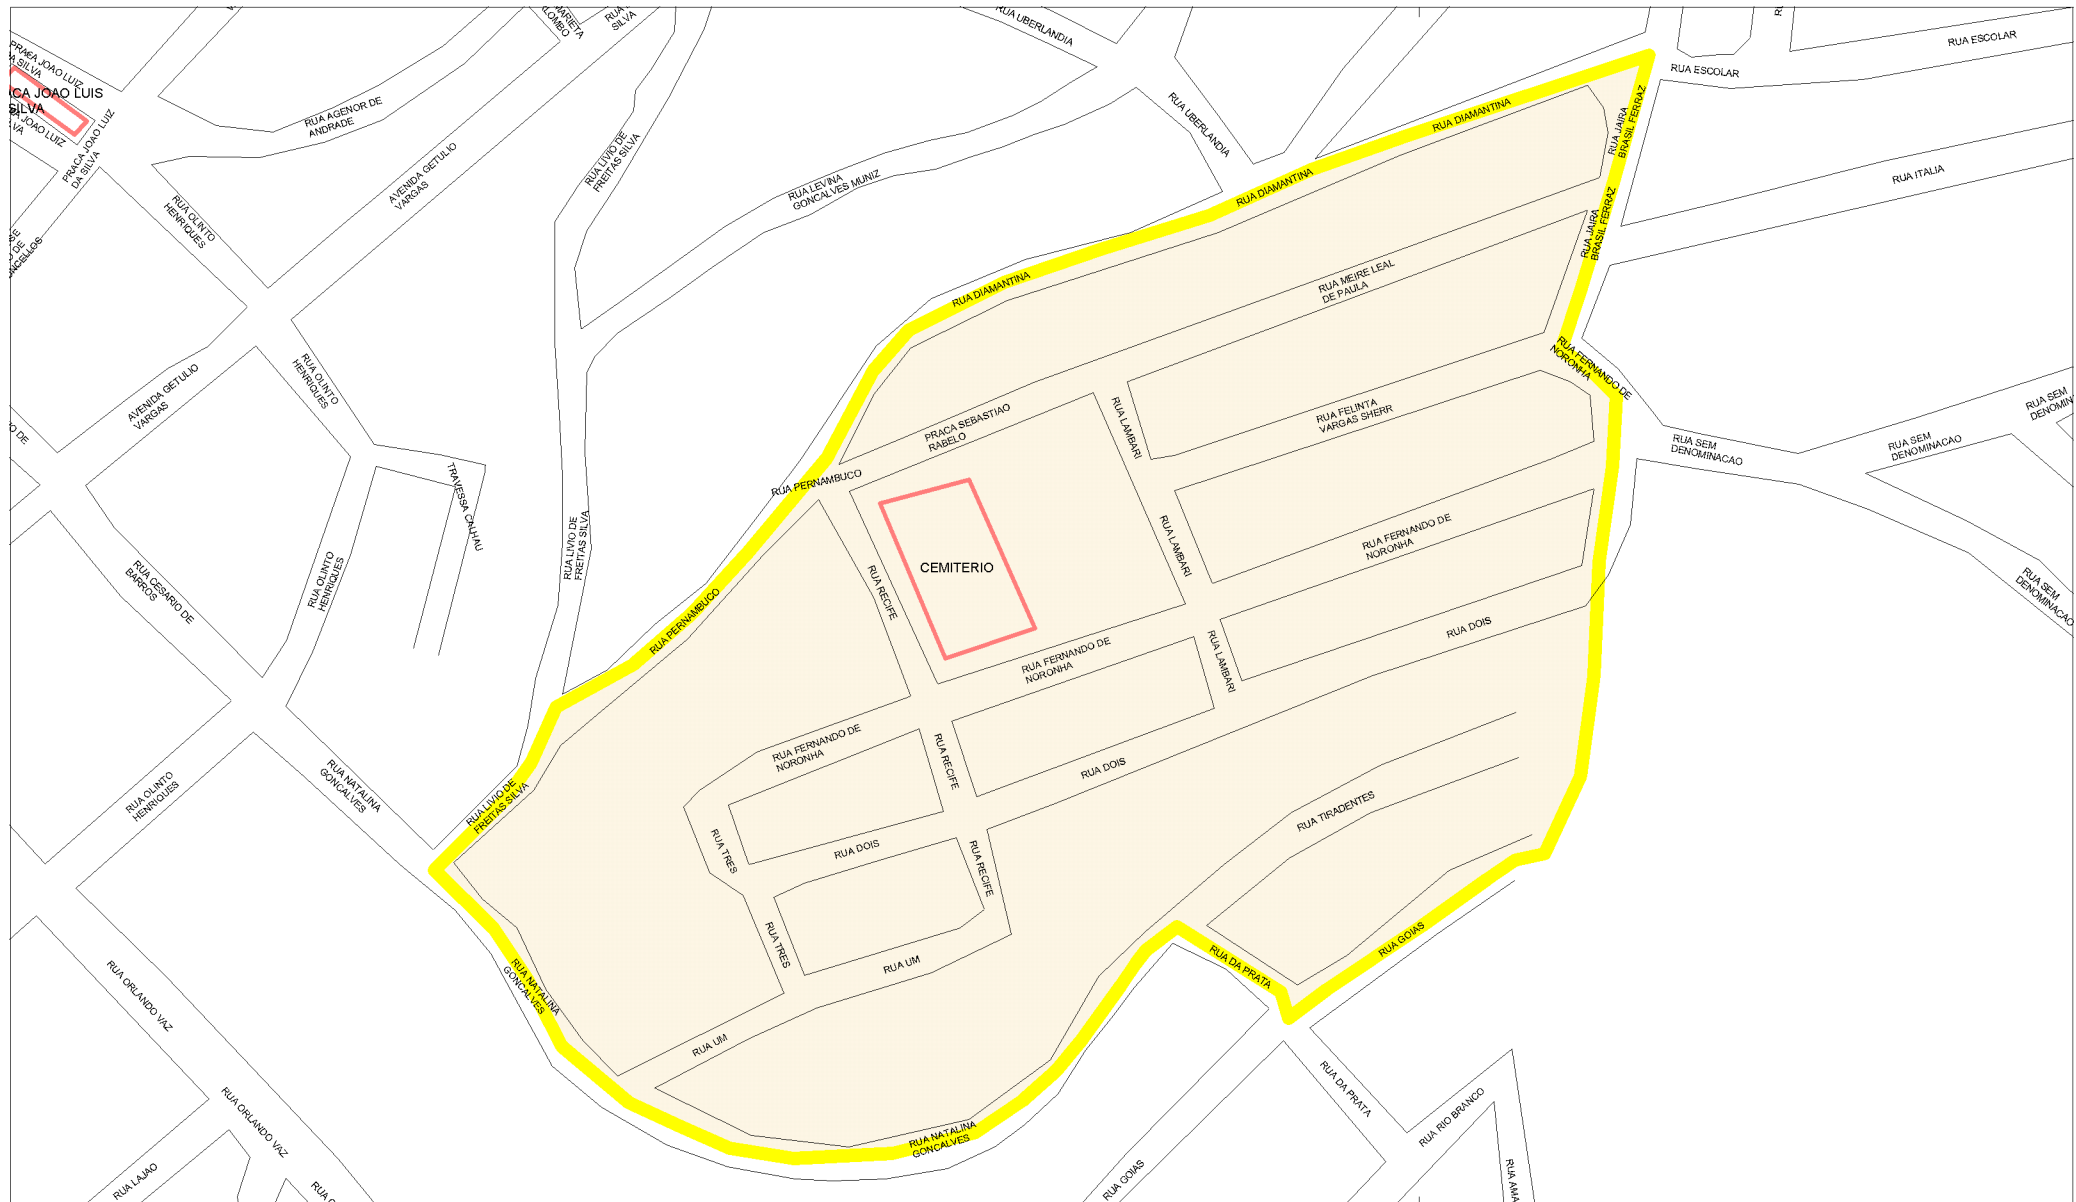 PRACA JOAO LUIZ
DA SILVA
PRACA JOAO LUIZ
DA SILVA
ACA JOAO LUIS
SILVA
A JOAO LUIZ
RUA AGENOR DE
ANDRADE
MARIETA
RUA
SILVA
RUA UBERLANDIA
RUA UBERLANDIA
RUA ESCOLAR
RUA ESCOLAR
RUA ITALIA
AVENIDA GETULIO
VARGAS
RUA LIVIO DE
FREITAS SILVA
RUA LEVINA
GONCALVES MUNIZ
RUA DIAMANTINA
RUA DIAMANTINA
RUA DIAMANTINA
RUA JAIRA
BRASIL FERRAZ
RUA JAIRA
BRASIL FERRAZ
RUA OLINTO
HENRIQUES
RUA OLINTO
HENRIQUES
AVENIDA GETULIO
VARGAS
RUA MEIRE LEAL
DE PAULA
RUA FERNANDO DE
NORONHA
PRACA SEBASTIAO
RABELO
RUA LAMBARI
RUA FELINTA
VARGAS SHERR
RUA SEM
DENOMINACAO
RUA SEM
DENOMINACAO
RUA SEM
RUA SEM
DENOMINACAO
TRAVESSA CALHAU
RUA PERNAMBUCO
RUA LIVIO DE
FREITAS SILVA
RUA LAMBARI
RUA FERNANDO DE
NORONHA
RUA CESARIO DE
BARROS
RUA OLINTO
HENRIQUES
RUA RECIFE
CEMITERIO
RUA PERNAMBUCO
RUA FERNANDO DE
NORONHA
RUA LAMBARI
RUA DOIS
RUA FERNANDO DE
NORONHA
RUA RECIFE
RUA DOIS
RUA OLINTO
HENRIQUES
RUA NATALINA
GONCALVES
RUA LIVIO DE
FREITAS SILVA
RUA TRES
RUA DOIS
RUA RECIFE
RUA TIRADENTES
RUA TRES
RUA UM
RUA DA PRATA
RUA GOIAS
RUA NATALINA
GONCALVES
RUA ORLANDO VAZ
RUA UM
RUA ORLANDO VAZ
RUA NATALINA
GONCALVES
RUA DA PRATA
RUA RIO BRANCO
RUA LAJAO
RUA GOIAS